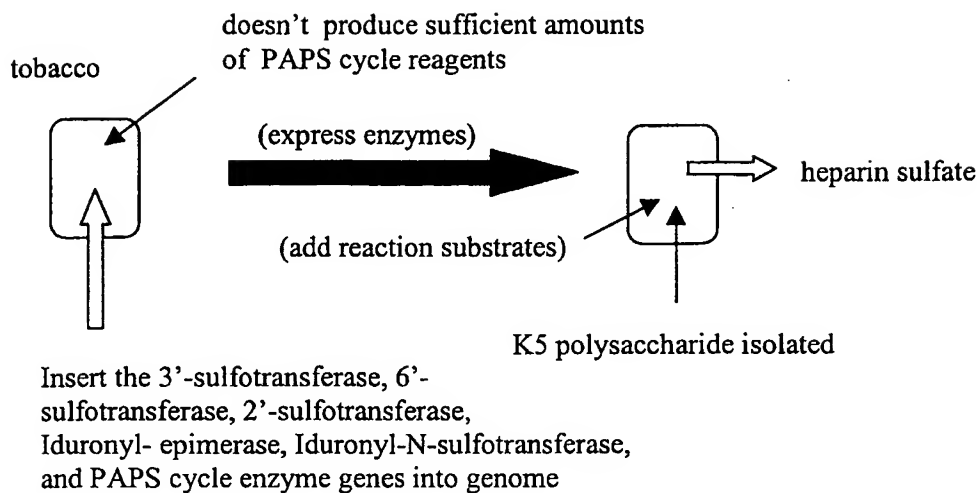 doesn't produce sufficient amounts
of PAPS cycle reagents
tobacco
(express enzymes)
heparin sulfate
(add reaction substrates)
K5 polysaccharide isolated
Insert the 3'-sulfotransferase, 6'-
sulfotransferase, 2'-sulfotransferase,
Iduronyl- epimerase, Iduronyl-N-sulfotransferase,
and PAPS cycle enzyme genes into genome